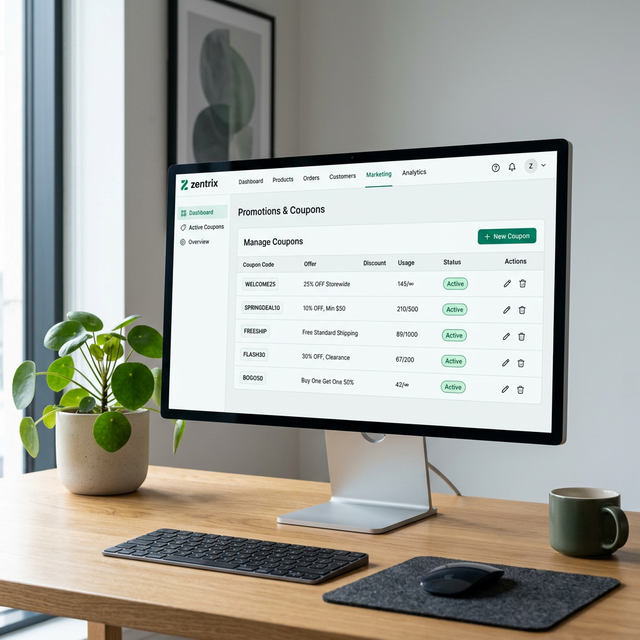 zentrix
Dashboard Products Orders Customers Marketing Analytics
Z
Dashboard
Active Coupons
Overview
Promotions & Coupons
Manage Coupons
+ New Coupon
Coupon Code Offer Discount Usage Status Actions
WELCOME25 25% OFF Storewide 145/∞ Active
SPRINGDEAL10 10% OFF, Min $50 210/500 Active
FREESHIP Free Standard Shipping 89/1000 Active
FLASH30 30% OFF, Clearance 67/200 Active
BOGO50 Buy One Get One 50% 42/∞ Active